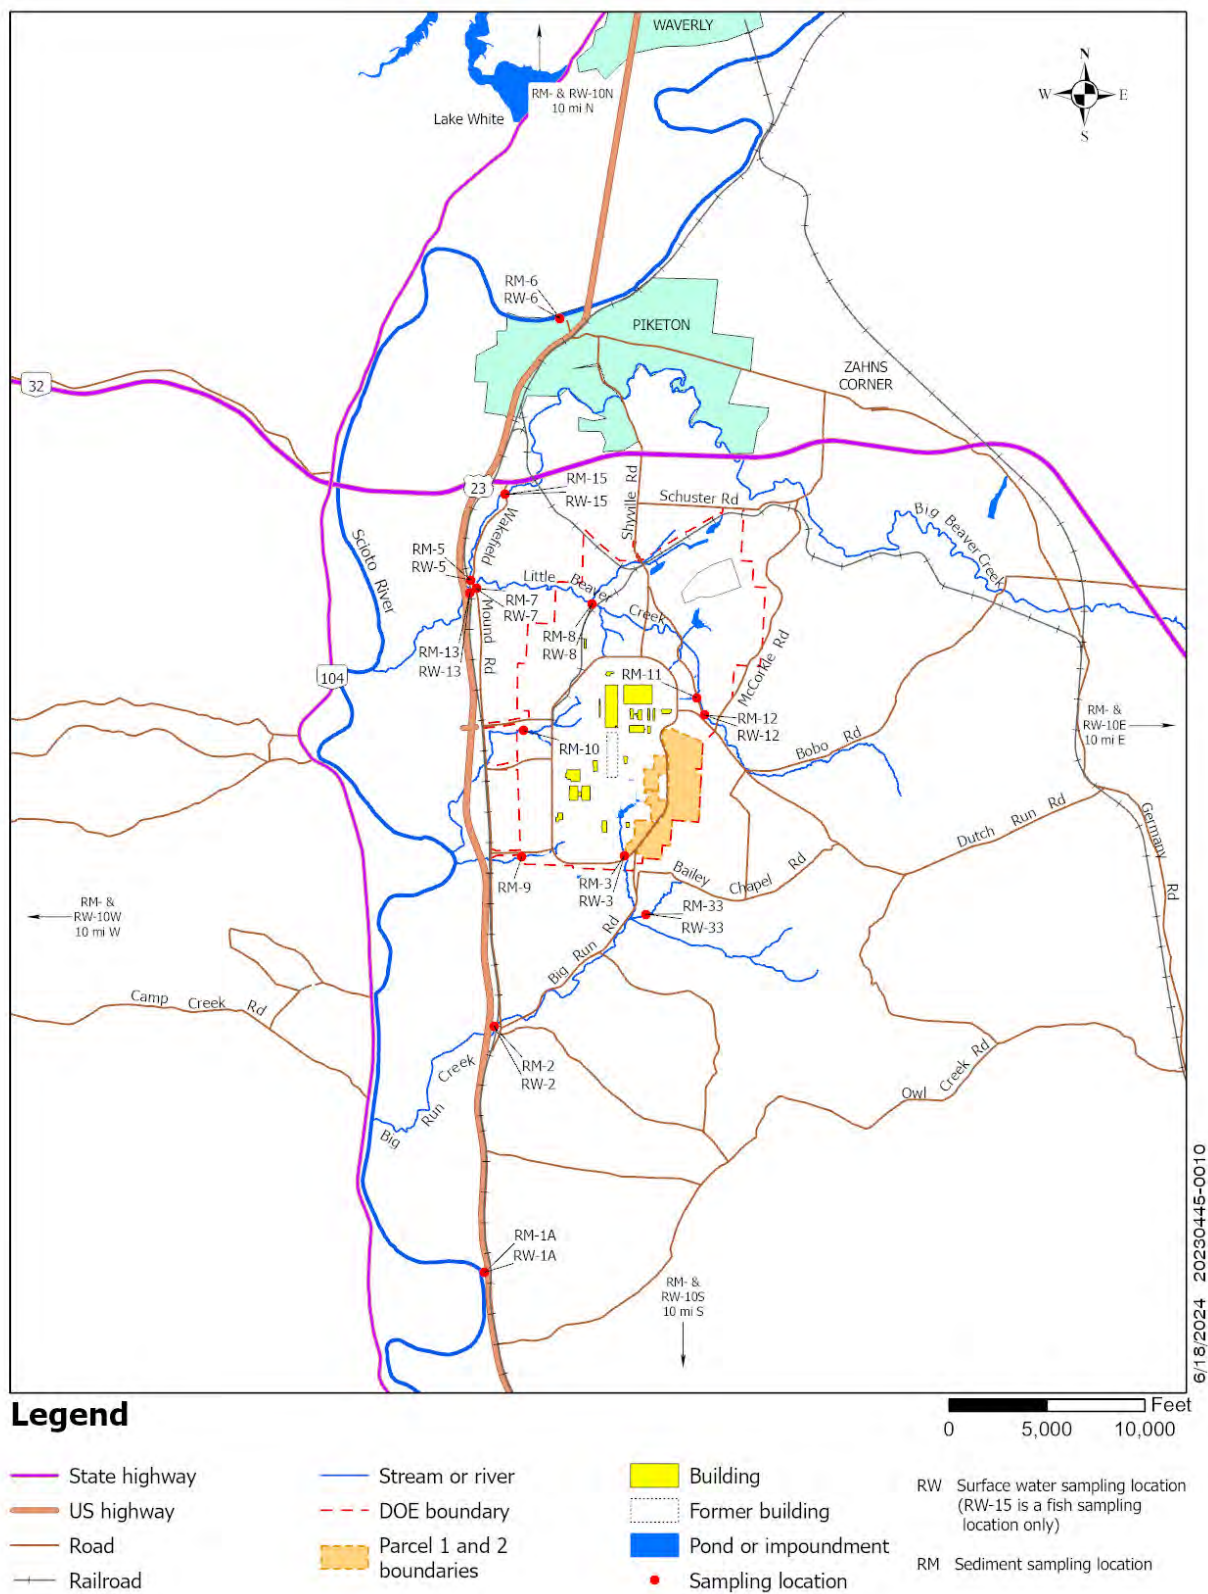 WAVERLY
RM- & RW-10N
10 mi N
Lake White
N
W
E
S
RM-6
RW-6
PIKETON
ZAHNS
CORNER
32
23
RM-15
RW-15
Shyville Rd
Schuster Rd
Big Beaver Creek
Wakefield
Mound Rd
Scioto River
RM-5
RW-5
Little Beaver Creek
RM-7
RW-7
RM-8
RW-8
RM-13
RW-13
104
McCorkle Rd
RM-11
RM-12
RW-12
RM-10
Bobo Rd
RM- &
RW-10E
10 mi E
Dutch Run Rd
Germany Rd
RM-9
RM-3
RW-3
Bailey Chapel Rd
RM-33
RW-33
RM- &
RW-10W
10 mi W
Big Run Rd
Camp Creek Rd
RM-2
RW-2
Big Run Creek
Owl Creek Rd
RM-1A
RW-1A
RM- &
RW-10S
10 mi S
6/18/2024 20230445-0010
Legend
Feet
0 5,000 10,000
State highway
US highway
Road
Railroad
Stream or river
DOE boundary
Parcel 1 and 2
boundaries
Building
Former building
Pond or impoundment
Sampling location
RW Surface water sampling location
(RW-15 is a fish sampling
location only)
RM Sediment sampling location